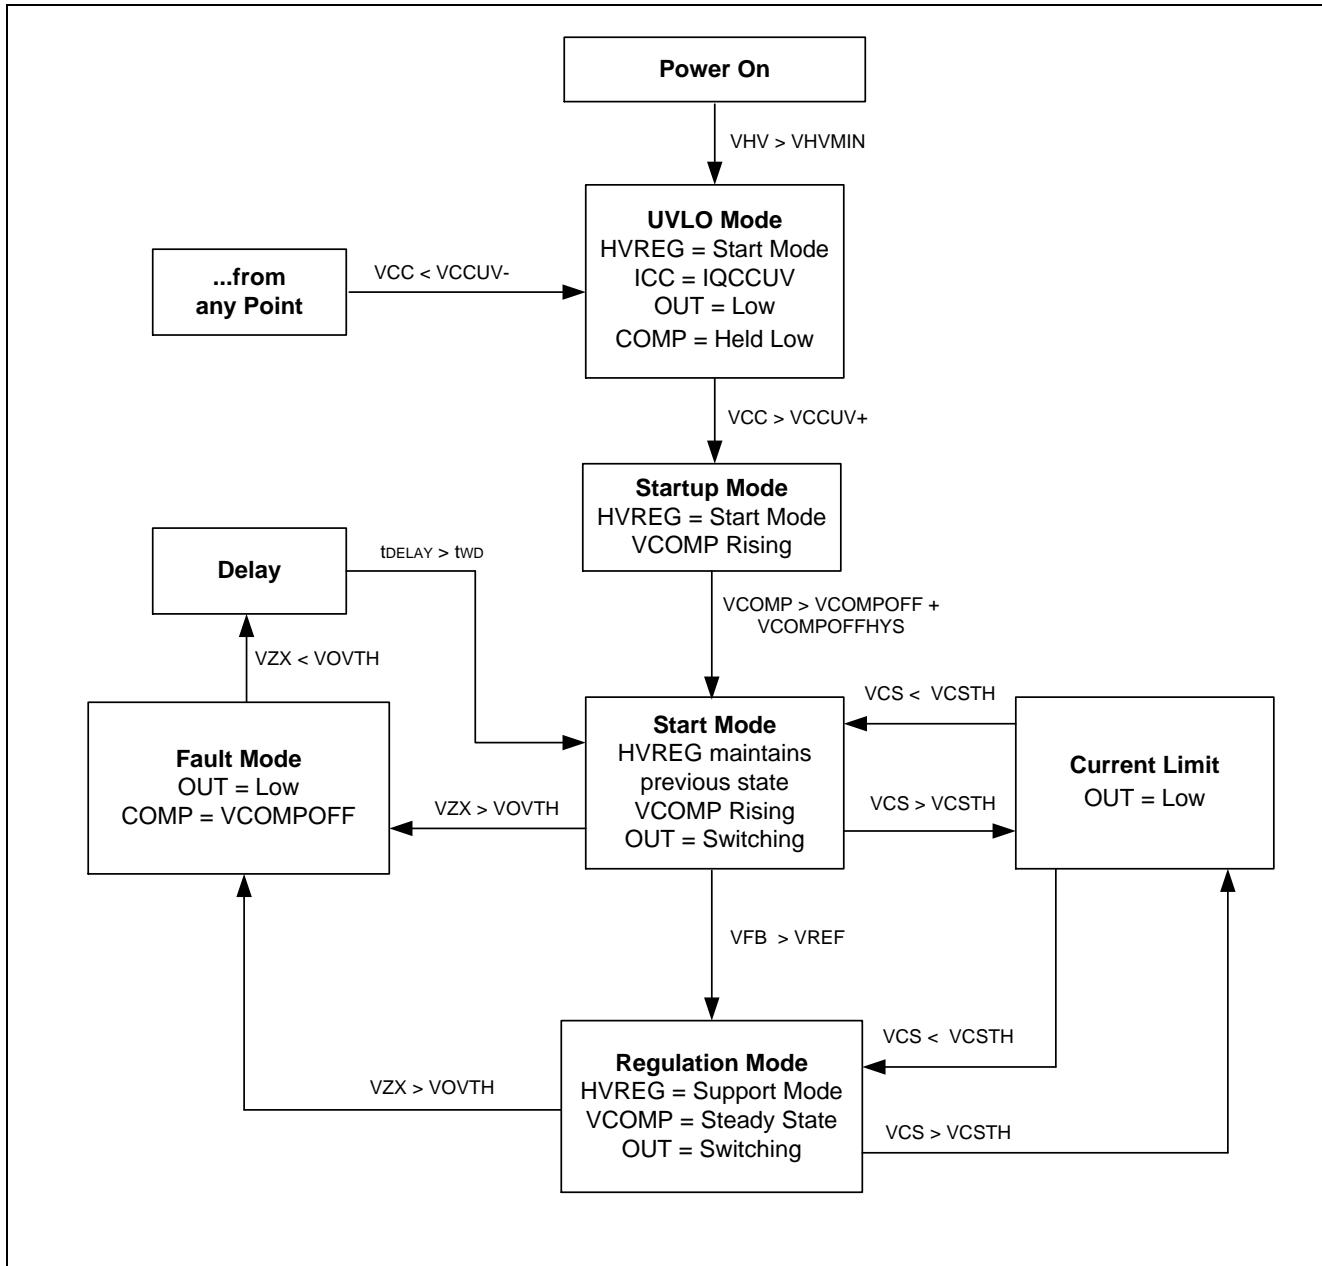 Power On
VHV > VHVMIN
UVLO Mode
HVREG = Start Mode
ICC = IQCCUV
OUT = Low
COMP = Held Low
...from
any Point
VCC < VCCUV-
VCC > VCCUV+
Startup Mode
HVREG = Start Mode
VCOMP Rising
Delay
tDELAY > tWD
VCOMP > VCOMPOFF +
VCOMPOFFHYS
VZX < VOVTH
Fault Mode
OUT = Low
COMP = VCOMPOFF
VZX > VOVTH
Start Mode
HVREG maintains
previous state
VCOMP Rising
OUT = Switching
VCS < VCSTH
VCS > VCSTH
Current Limit
OUT = Low
VFB > VREF
Regulation Mode
HVREG = Support Mode
VCOMP = Steady State
OUT = Switching
VZX > VOVTH
VCS < VCSTH
VCS > VCSTH